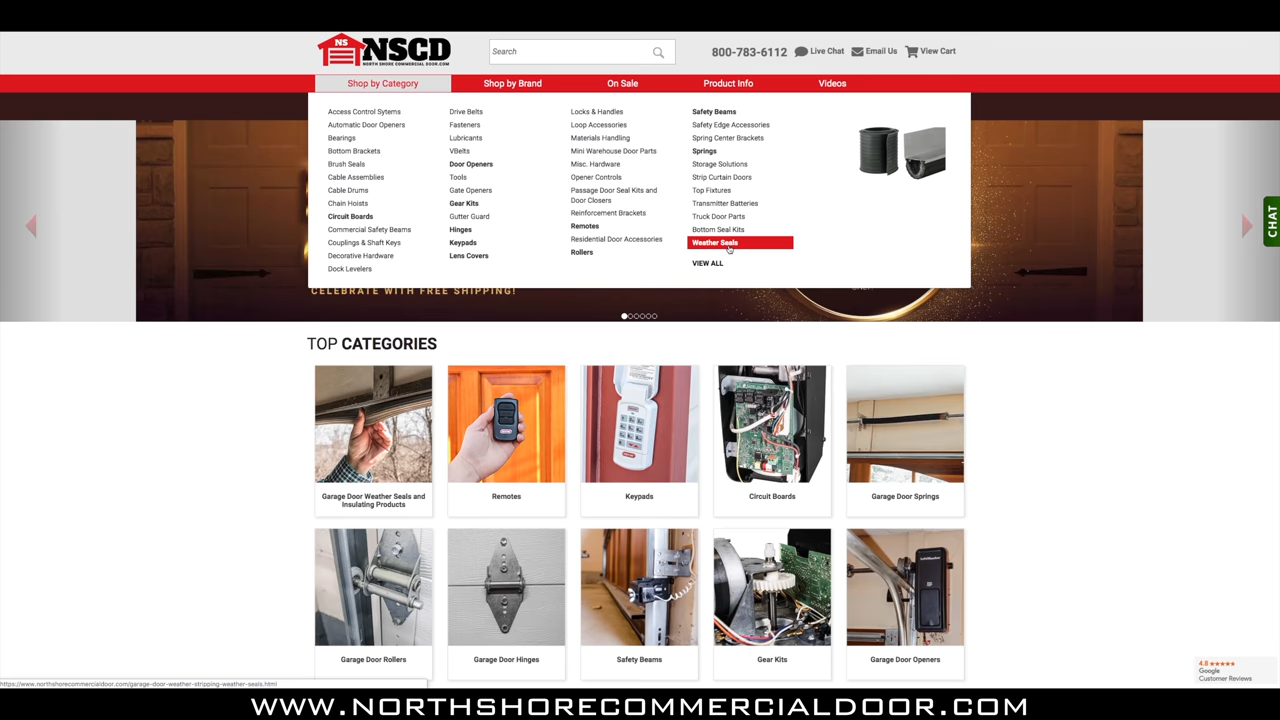 NS NSCD
NORTH SHORE COMMERCIAL DOOR.COM
Search
800-783-6112 Live Chat Email Us View Cart
Shop by Category Shop by Brand On Sale Product Info Videos
Access Control Sytems
Automatic Door Openers
Bearings
Bottom Brackets
Brush Seals
Cable Assemblies
Cable Drums
Chain Hoists
Circuit Boards
Commercial Safety Beams
Couplings & Shaft Keys
Decorative Hardware
Dock Levelers
Drive Belts
Fasteners
Lubricants
VBelts
Door Openers
Tools
Gate Openers
Gear Kits
Gutter Guard
Hinges
Keypads
Lens Covers
Locks & Handles
Loop Accessories
Materials Handling
Mini Warehouse Door Parts
Misc. Hardware
Opener Controls
Passage Door Seal Kits and
Door Closers
Reinforcement Brackets
Remotes
Residential Door Accessories
Rollers
Safety Beams
Safety Edge Accessories
Spring Center Brackets
Springs
Storage Solutions
Strip Curtain Doors
Top Fixtures
Transmitter Batteries
Truck Door Parts
Bottom Seal Kits
Weather Seals
VIEW ALL
CHAT
CELEBRATE WITH FREE SHIPPING!
TOP CATEGORIES
Garage Door Weather Seals and
Insulating Products
Remotes
Keypads
Circuit Boards
Garage Door Springs
Garage Door Rollers
Garage Door Hinges
Safety Beams
Gear Kits
Garage Door Openers
4.8 ★★★★★
Google
Customer Reviews
https://www.northshorecommercialdoor.com/garage-door-weather-stripping-weather-seals.html
WWW.NORTHSHORECOMMERCIALDOOR.COM